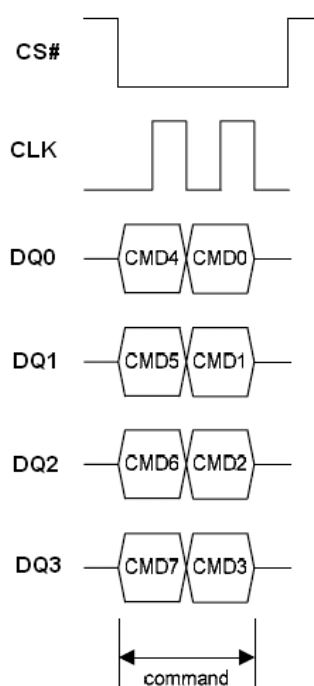 CS#
CLK
DQ0 CMD4 CMD0
DQ1 CMD5 CMD1
DQ2 CMD6 CMD2
DQ3 CMD7 CMD3
command